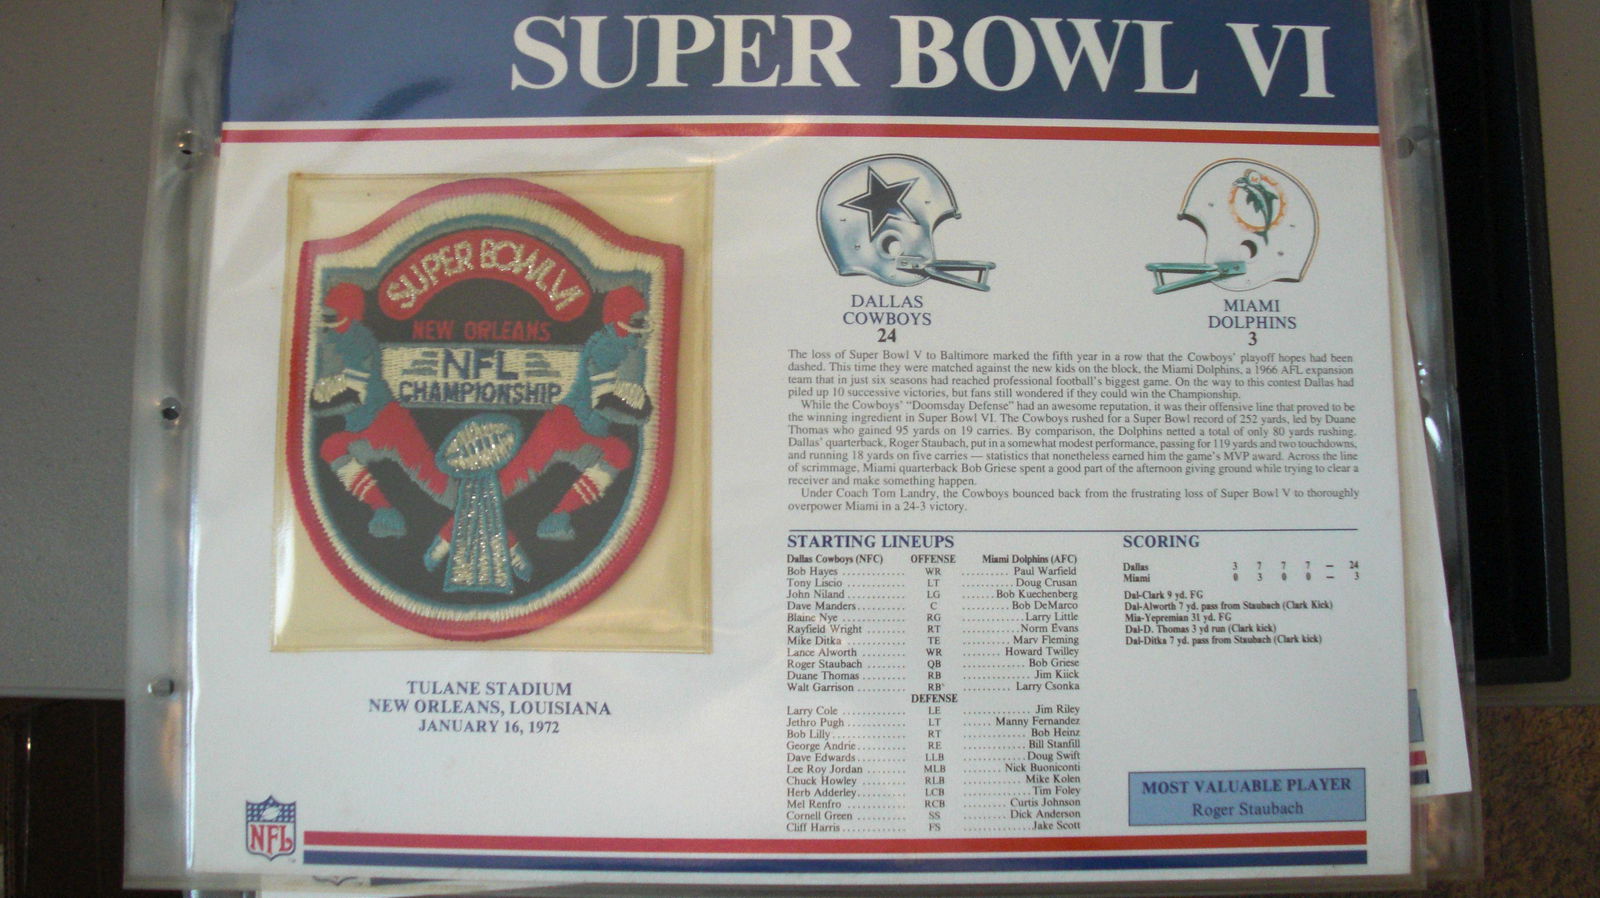 SUPER BOWL VI
SUPER BOWL VI
NEW ORLEANS
NFL
CHAMPIONSHIP
TULANE STADIUM
NEW ORLEANS, LOUISIANA
JANUARY 16, 1972
NFL
DALLAS
COWBOYS
24
MIAMI
DOLPHINS
3
The loss of Super Bowl V to Baltimore marked the fifth year in a row that the Cowboys' playoff hopes had been
dashed. This time they were matched against the new kids on the block, the Miami Dolphins, a 1966 AFL expansion
team that in just six seasons had reached professional football's biggest game. On the way to this contest Dallas had
piled up 10 successive victories, but fans still wondered if they could win the Championship.
While the Cowboys' "Doomsday Defense" had an awesome reputation, it was their offensive line that proved to be
the winning ingredient in Super Bowl VI. The Cowboys rushed for a Super Bowl record of 252 yards, led by Duane
Thomas who gained 95 yards on 19 carries. By comparison, the Dolphins netted a total of only 80 yards rushing.
Dallas' quarterback, Roger Staubach, put in a somewhat modest performance, passing for 119 yards and two touchdowns,
and running 18 yards on five carries — statistics that nonetheless earned him the game's MVP award. Across the line
of scrimmage, Miami quarterback Bob Griese spent a good part of the afternoon giving ground while trying to clear a
receiver and make something happen.
Under Coach Tom Landry, the Cowboys bounced back from the frustrating loss of Super Bowl V to thoroughly
overpower Miami in a 24-3 victory.
STARTING LINEUPS
Dallas Cowboys (NFC) OFFENSE Miami Dolphins (AFC)
Bob Hayes .......... WR .......... Paul Warfield
Tony Liscio .......... LT .......... Doug Crusan
John Niland .......... LG .......... Bob Kuechenberg
Dave Manders .......... C .......... Bob DeMarco
Blaine Nye .......... RG .......... Larry Little
Rayfield Wright .......... RT .......... Norm Evans
Mike Ditka .......... TE .......... Marv Fleming
Lance Alworth .......... WR .......... Howard Twilley
Roger Staubach .......... QB .......... Bob Griese
Duane Thomas .......... RB .......... Jim Kiick
Walt Garrison .......... RB .......... Larry Csonka
DEFENSE
Larry Cole .......... LE .......... Jim Riley
Jethro Pugh .......... LT .......... Manny Fernandez
Bob Lilly .......... RT .......... Bob Heinz
George Andrie .......... RE .......... Bill Stanfill
Dave Edwards .......... LLB .......... Doug Swift
Lee Roy Jordan .......... MLB .......... Nick Buoniconti
Chuck Howley .......... RLB .......... Mike Kolen
Herb Adderley .......... LCB .......... Tim Foley
Mel Renfro .......... RCB .......... Curtis Johnson
Cornell Green .......... SS .......... Dick Anderson
Cliff Harris .......... FS .......... Jake Scott
SCORING
Dallas 3 7 7 7 — 24
Miami 0 3 0 0 — 3
Dal-Clark 9 yd. FG
Dal-Alworth 7 yd. pass from Staubach (Clark Kick)
Mia-Yepremian 31 yd. FG
Dal-D. Thomas 3 yd run (Clark kick)
Dal-Ditka 7 yd. pass from Staubach (Clark kick)
MOST VALUABLE PLAYER
Roger Staubach